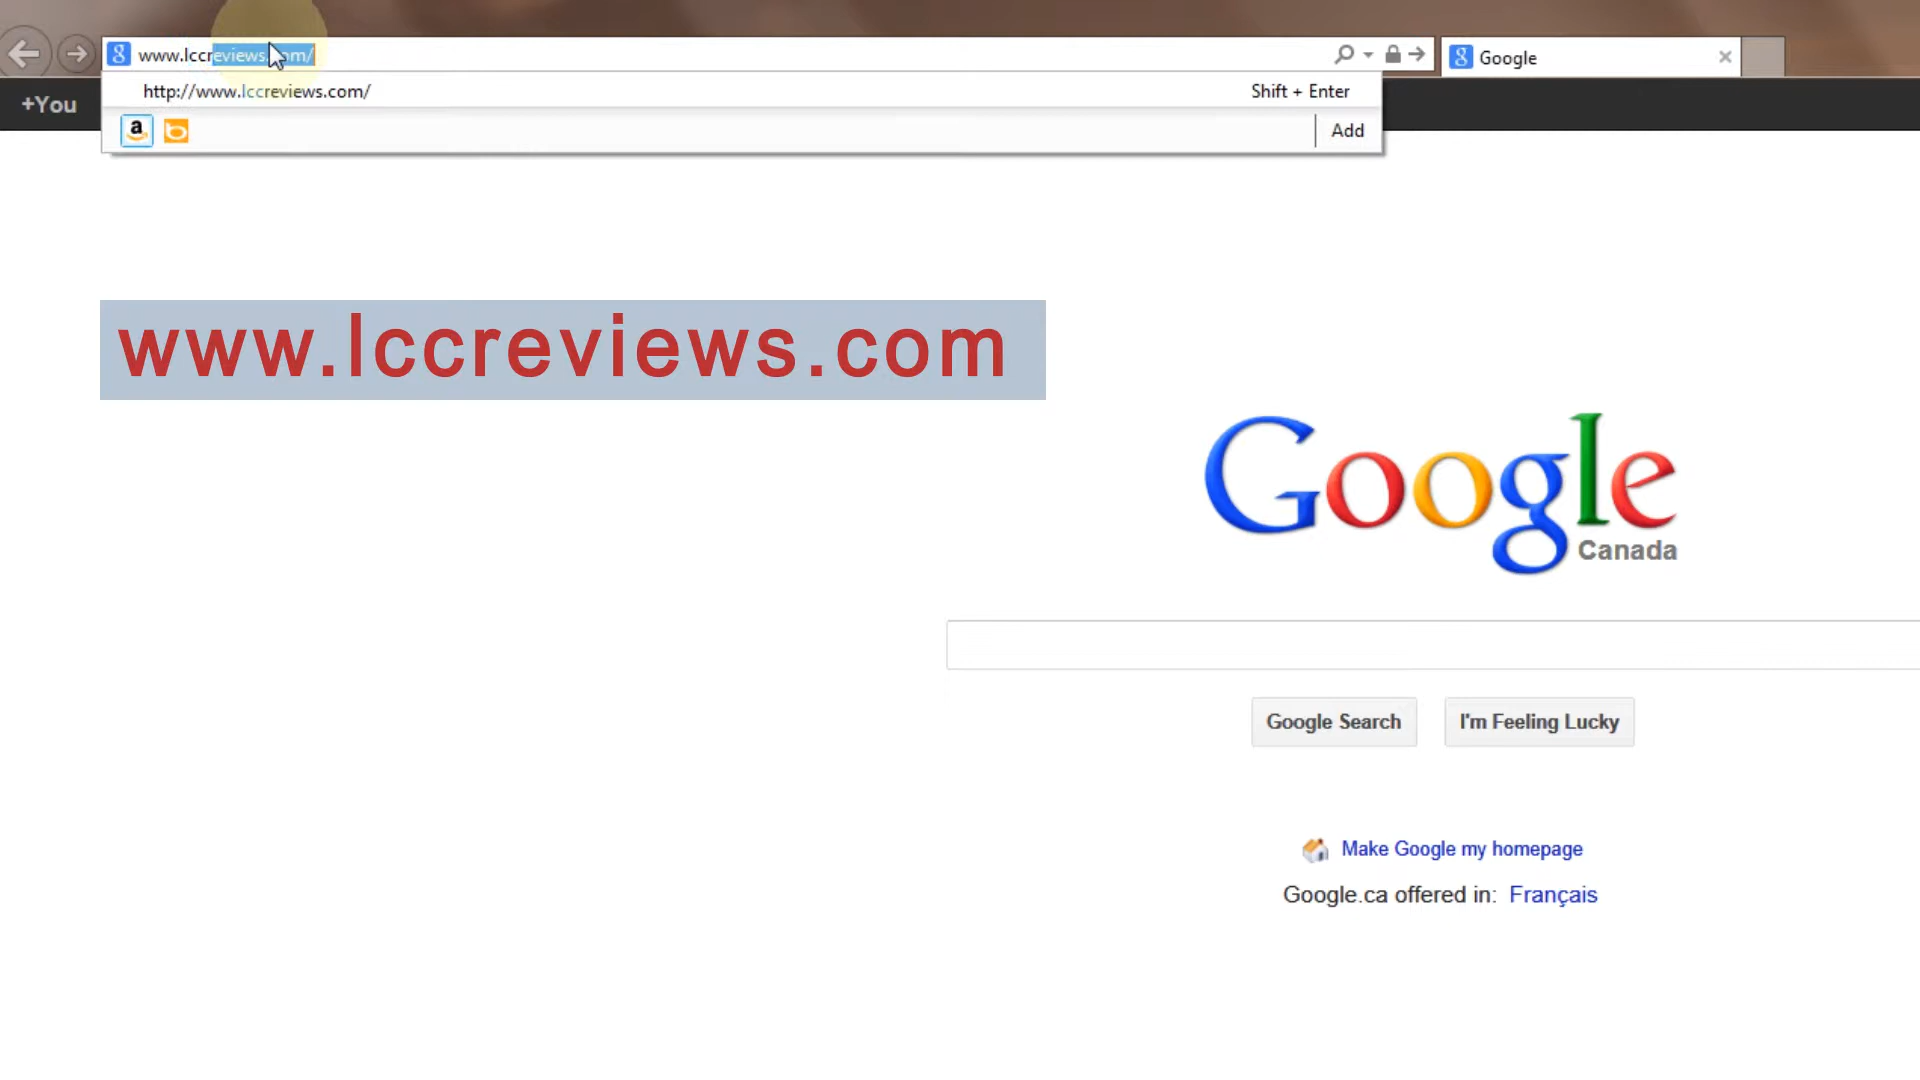 www.lccreviews.com/
Google
http://www.lccreviews.com/ Shift + Enter
+You
a b Add
www.lccreviews.com
Google
Canada
Google Search I'm Feeling Lucky
Make Google my homepage
Google.ca offered in: Français